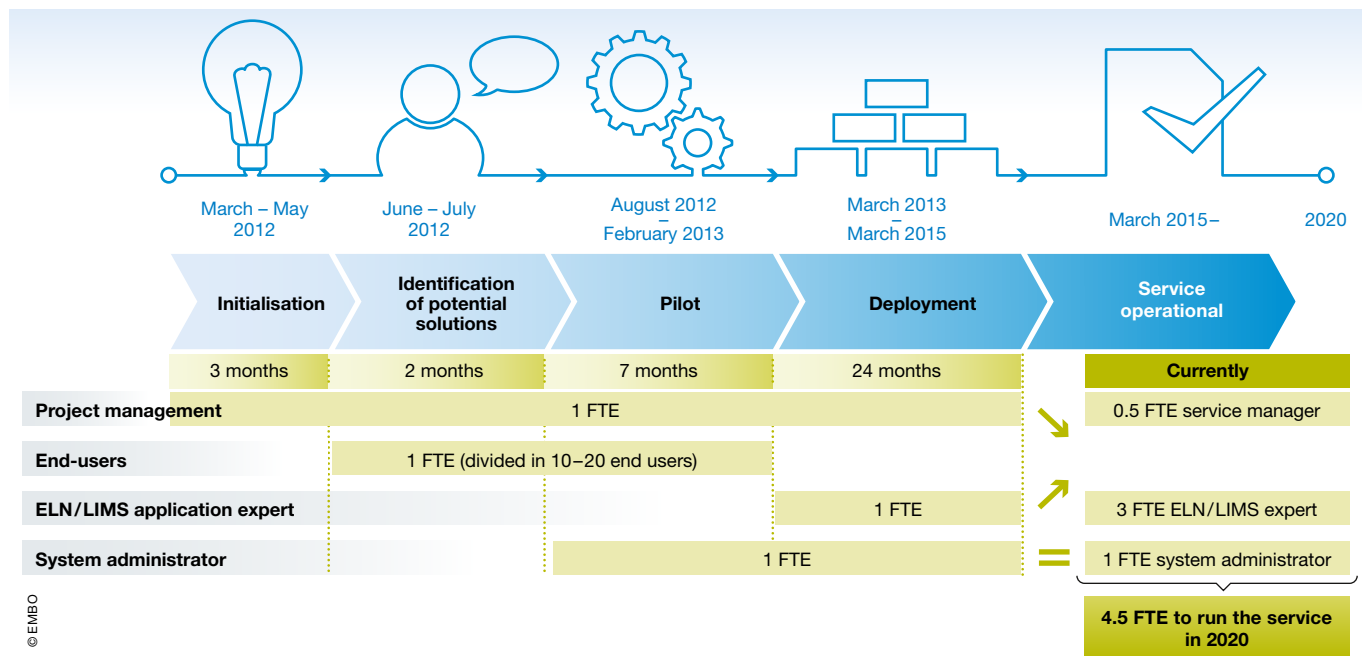 March – May
2012
June – July
2012
August 2012
–
February 2013
March 2013
–
March 2015
March 2015–
2020
Initialisation
Identification
of potential
solutions
Pilot
Deployment
Service
operational
3 months
2 months
7 months
24 months
Currently
Project management
1 FTE
0.5 FTE service manager
End-users
1 FTE (divided in 10–20 end users)
ELN/LIMS application expert
1 FTE
3 FTE ELN/LIMS expert
System administrator
1 FTE
1 FTE system administrator
4.5 FTE to run the service
in 2020
© EMBO